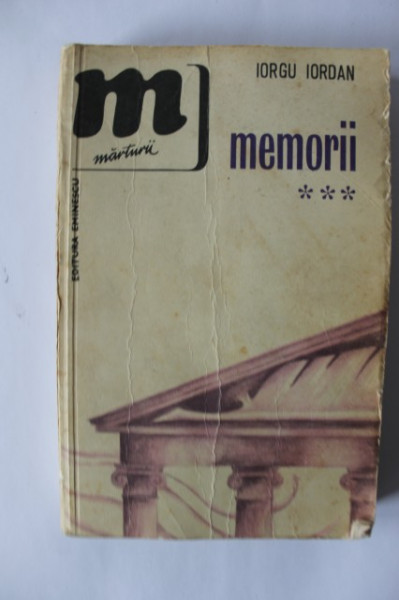 IORGU IORDAN
m
mărturii
memorii
***
EDITURA EMINESCU